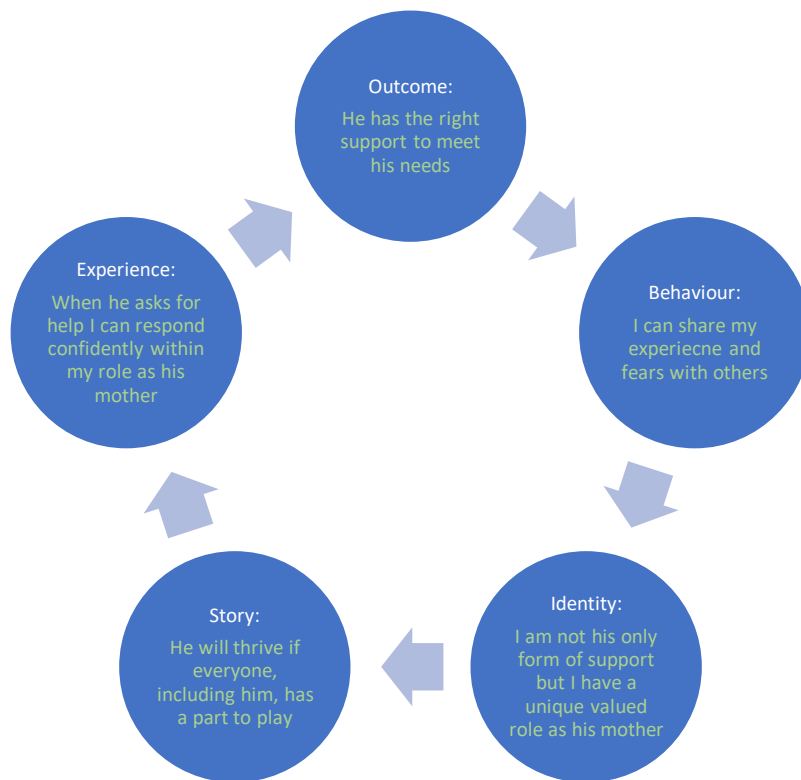 Outcome:
He has the right
support to meet
his needs
Behaviour:
I can share my
experiecne and
fears with others
Identity:
I am not his only
form of support
but I have a
unique valued
role as his mother
Story:
He will thrive if
everyone,
including him, has
a part to play
Experience:
When he asks for
help I can respond
confidently within
my role as his
mother